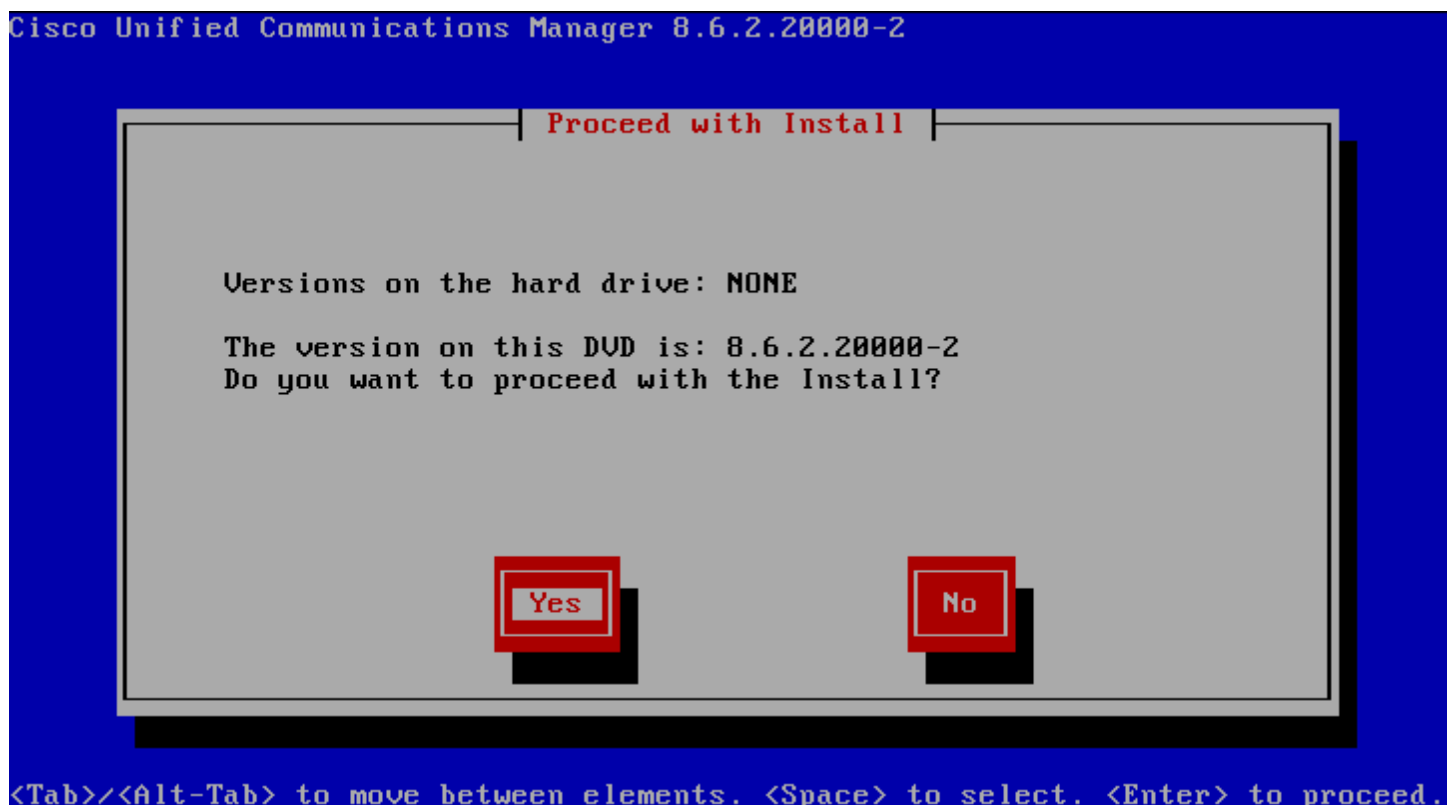 Cisco Unified Communications Manager 8.6.2.20000-2
Proceed with Install
Versions on the hard drive: NONE
The version on this DVD is: 8.6.2.20000-2
Do you want to proceed with the Install?
Yes No
<Tab>/<Alt-Tab> to move between elements. <Space> to select. <Enter> to proceed.